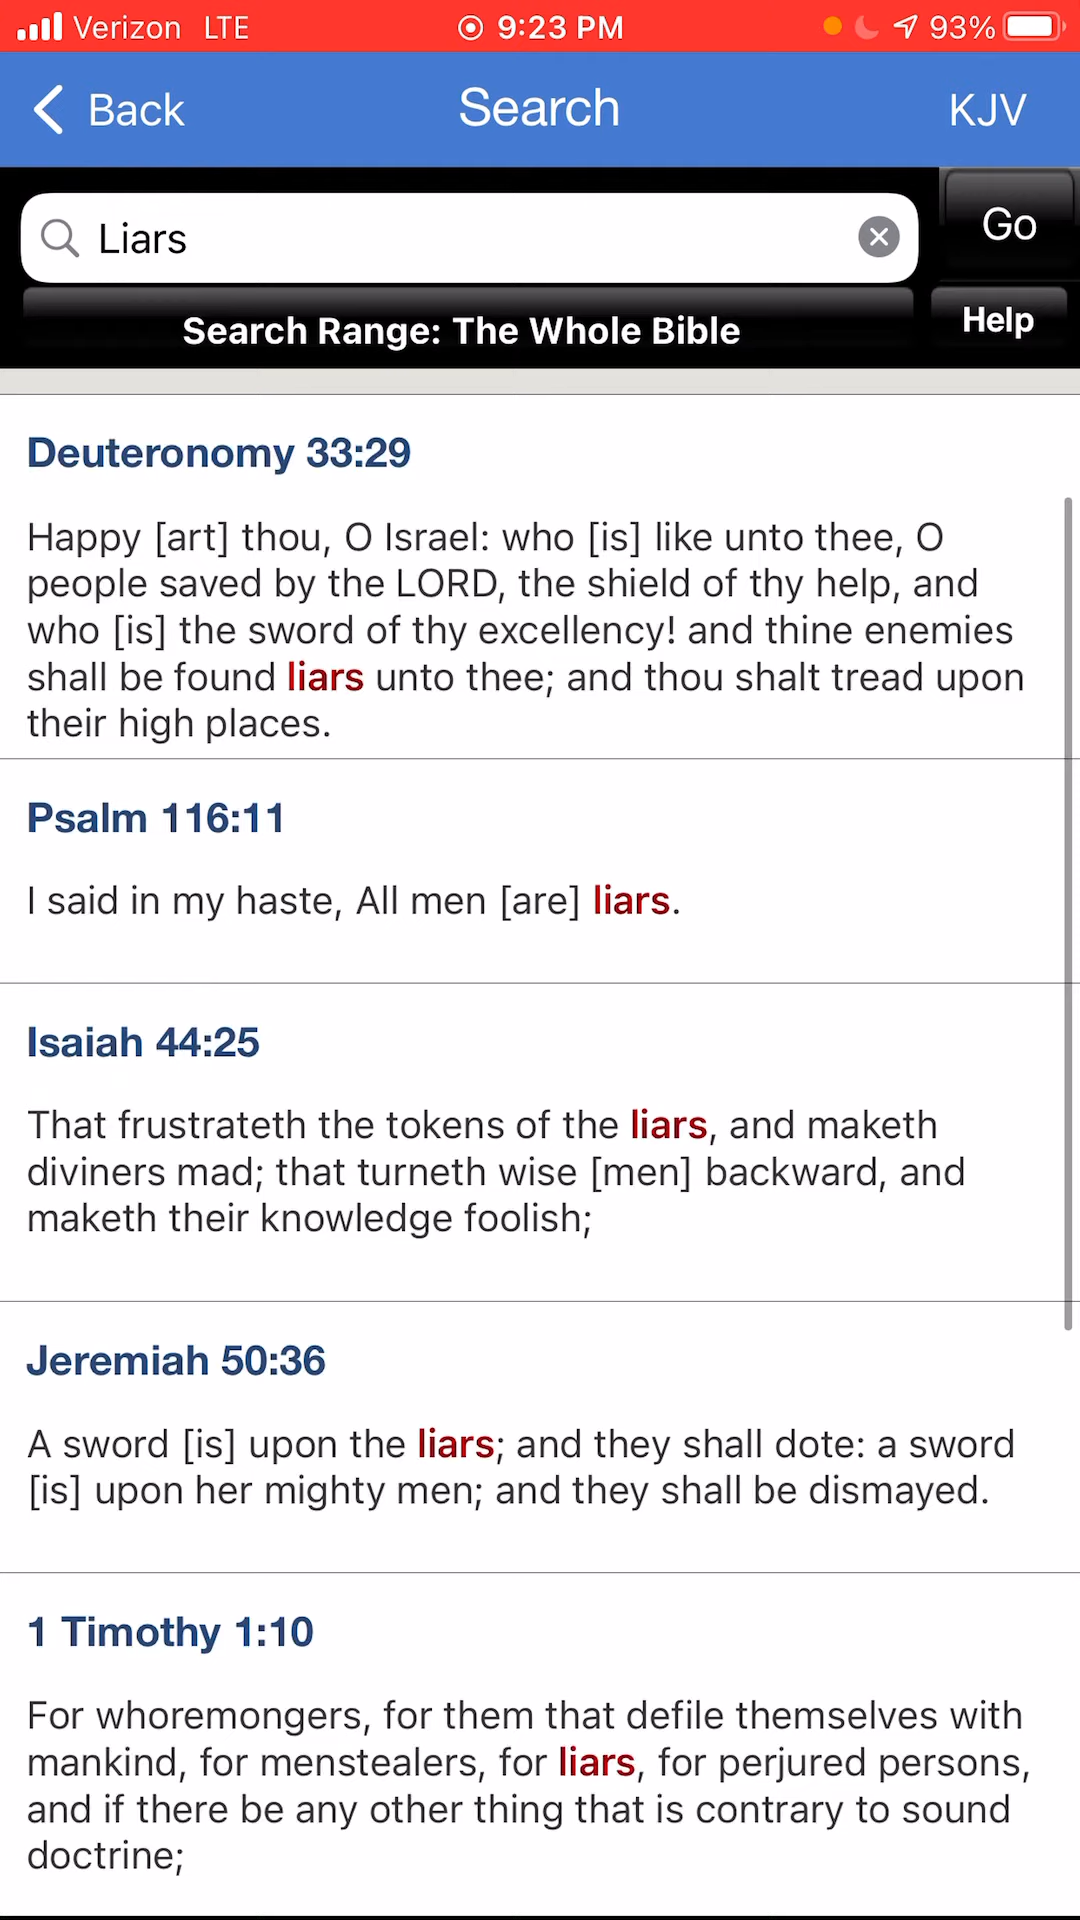 Verizon LTE 9:23 PM 93%
Back Search KJV
Liars
Go
Search Range: The Whole Bible
Help
Deuteronomy 33:29
Happy [art] thou, O Israel: who [is] like unto thee, O
people saved by the LORD, the shield of thy help, and
who [is] the sword of thy excellency! and thine enemies
shall be found liars unto thee; and thou shalt tread upon
their high places.
Psalm 116:11
I said in my haste, All men [are] liars.
Isaiah 44:25
That frustrateth the tokens of the liars, and maketh
diviners mad; that turneth wise [men] backward, and
maketh their knowledge foolish;
Jeremiah 50:36
A sword [is] upon the liars; and they shall dote: a sword
[is] upon her mighty men; and they shall be dismayed.
1 Timothy 1:10
For whoremongers, for them that defile themselves with
mankind, for menstealers, for liars, for perjured persons,
and if there be any other thing that is contrary to sound
doctrine;